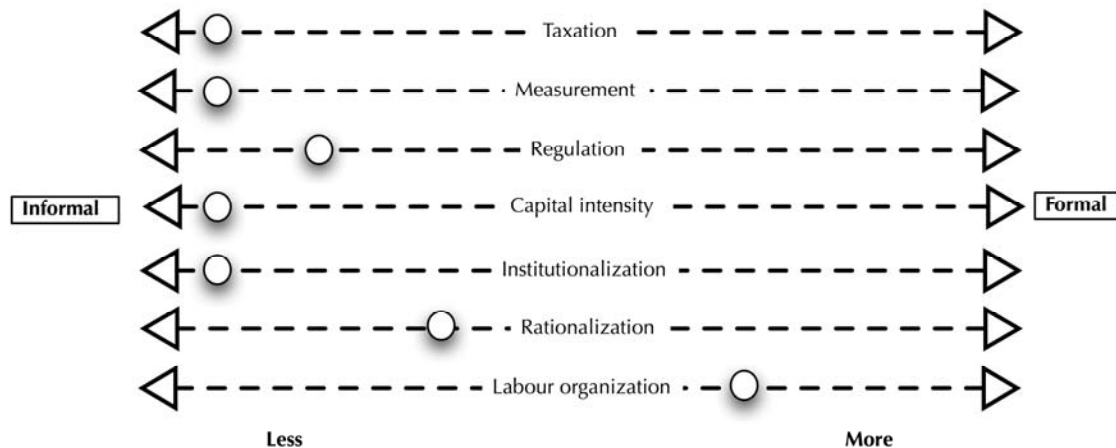 Taxation
Measurement
Regulation
Informal
Capital intensity
Formal
Institutionalization
Rationalization
Labour organization
Less
More